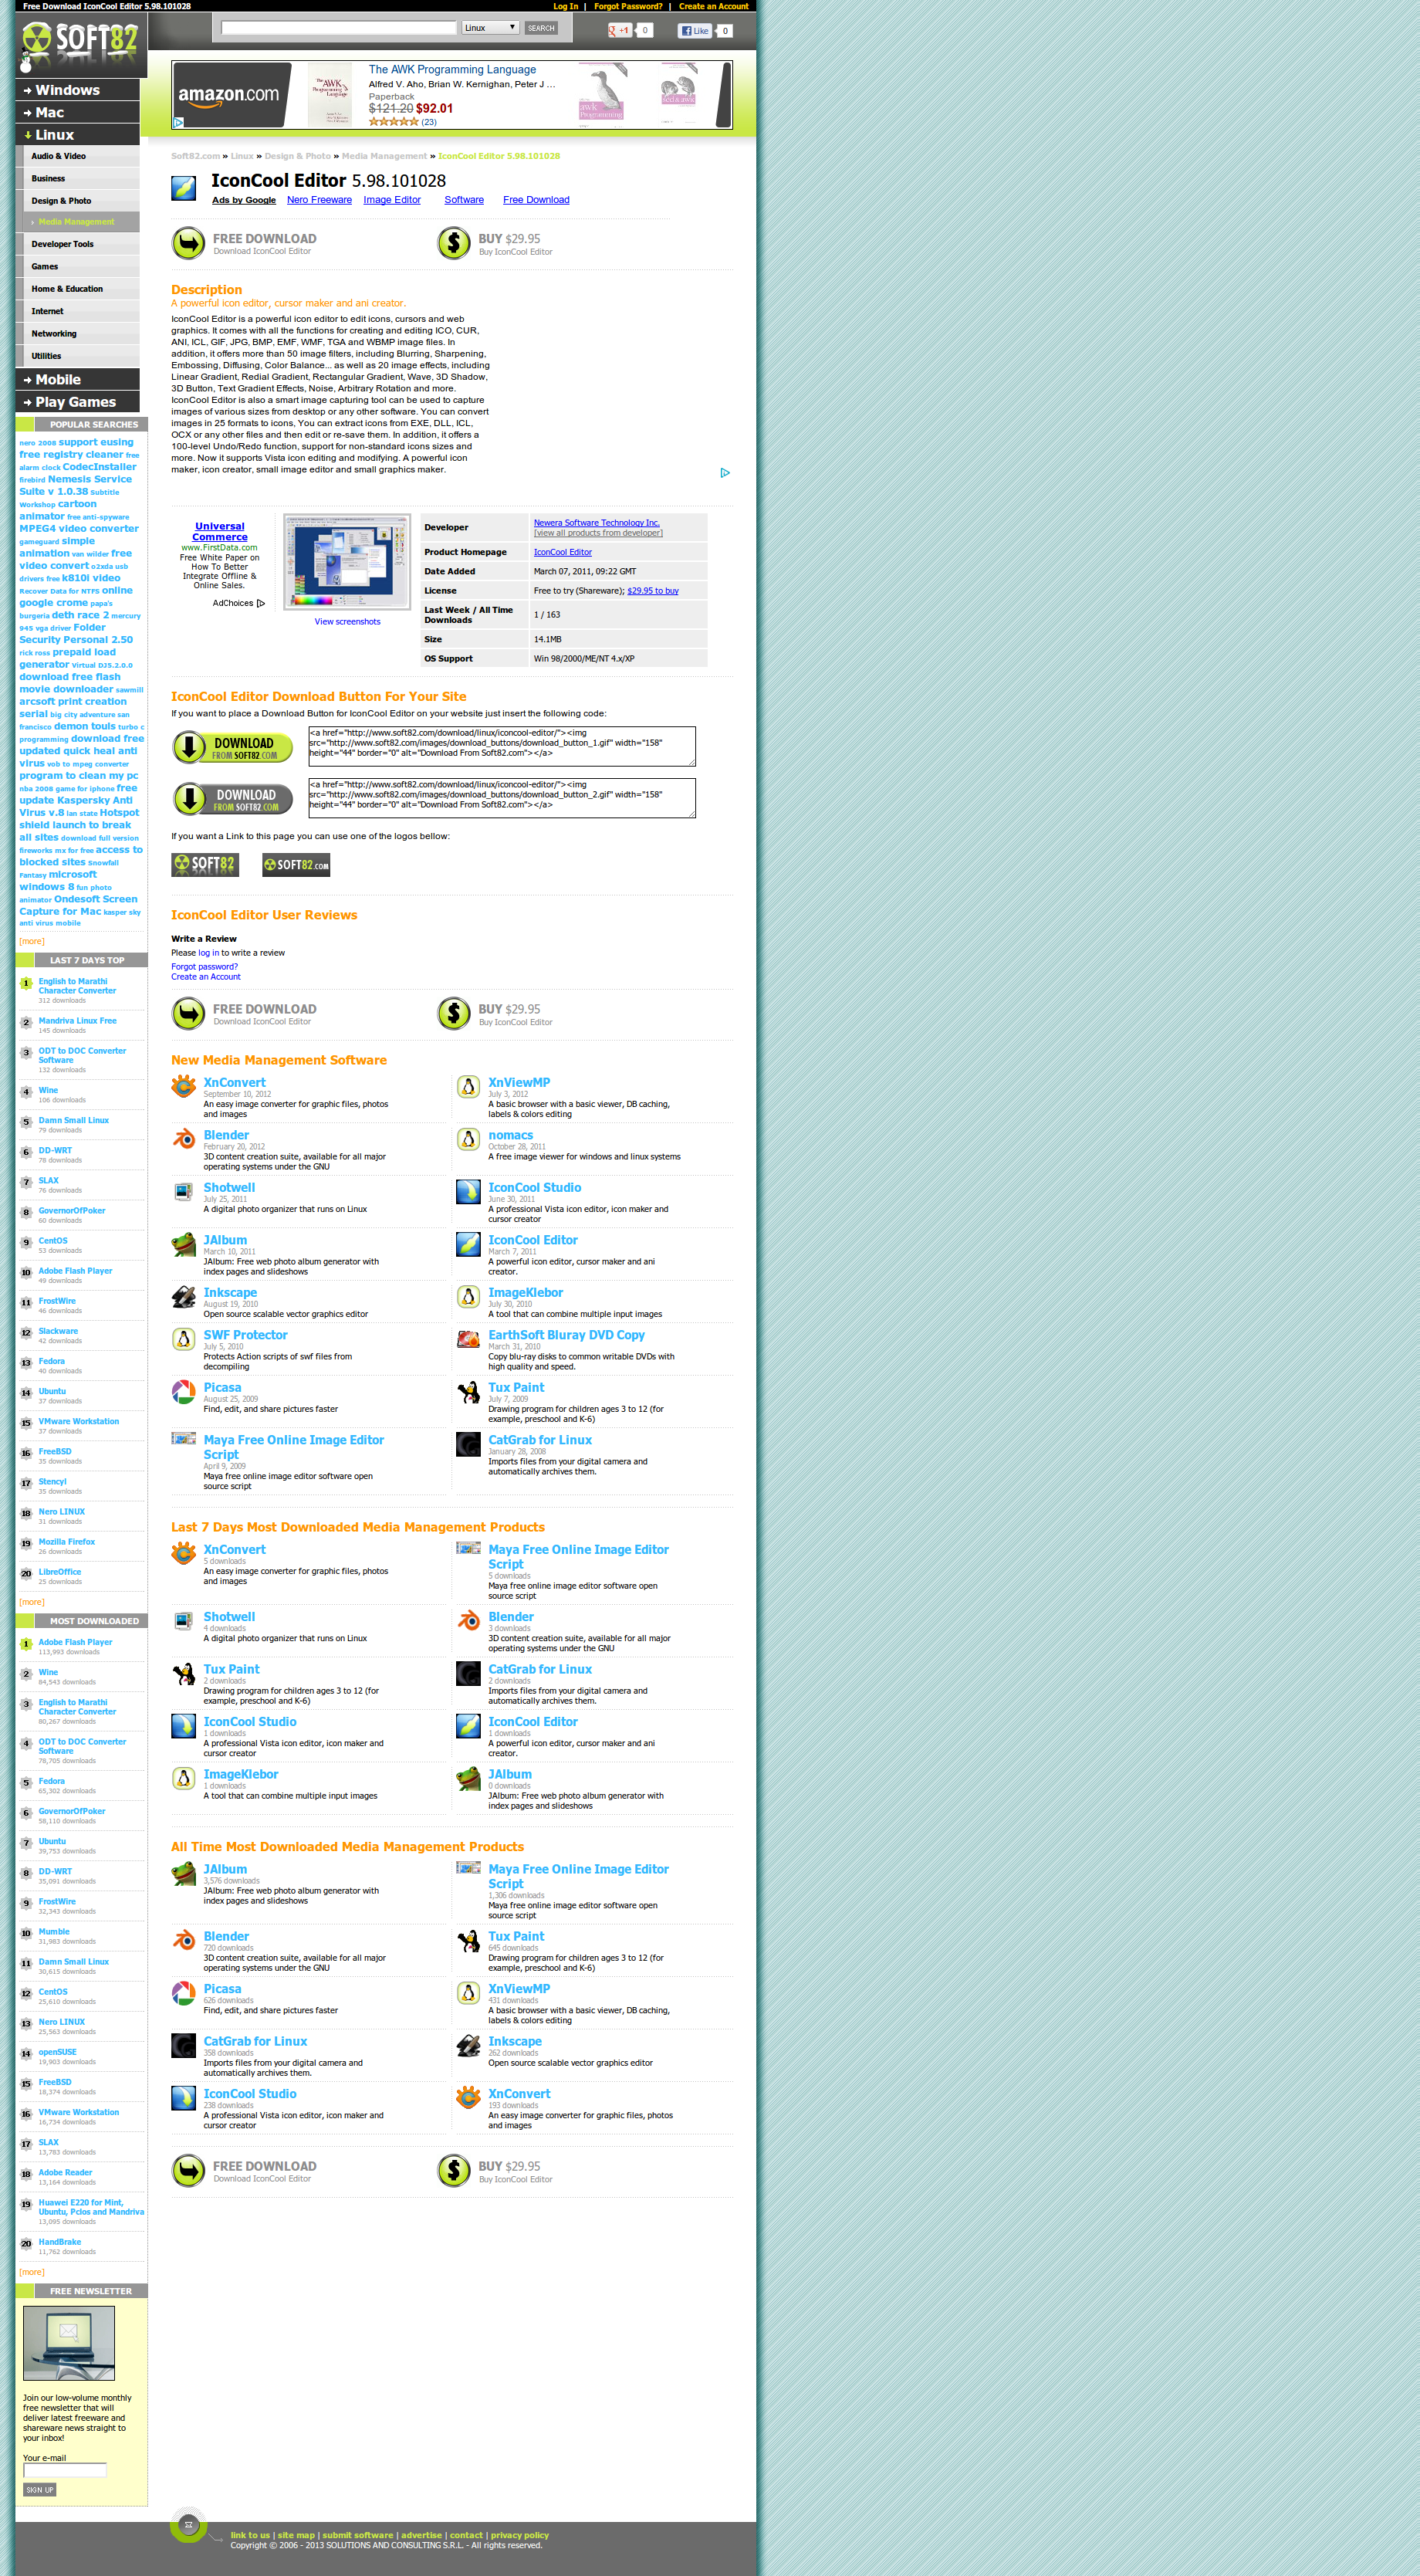 Free Download IconCool Editor 5.98.101028
Log In | Forgot Password? | Create an Account
SOFT82
Linux
SEARCH
+1 0
Like 0
Windows
Mac
Linux
Audio & Video
Business
Design & Photo
Media Management
Developer Tools
Games
Home & Education
Internet
Networking
Utilities
Mobile
Play Games
amazon.com
The AWK Programming Language
Alfred V. Aho, Brian W. Kernighan, Peter J ...
Paperback
$121.20 $92.01
(23)
Soft82.com » Linux » Design & Photo » Media Management » IconCool Editor 5.98.101028
IconCool Editor 5.98.101028
Ads by Google Nero Freeware Image Editor Software Free Download
FREE DOWNLOAD
Download IconCool Editor
BUY $29.95
Buy IconCool Editor
Description
A powerful icon editor, cursor maker and ani creator.
IconCool Editor is a powerful icon editor to edit icons, cursors and web
graphics. It comes with all the functions for creating and editing ICO, CUR,
ANI, ICL, GIF, JPG, BMP, EMF, WMF, TGA and WBMP image files. In
addition, it offers more than 50 image filters, including Blurring, Sharpening,
Embossing, Diffusing, Color Balance... as well as 20 image effects, including
Linear Gradient, Redial Gradient, Rectangular Gradient, Wave, 3D Shadow,
3D Button, Text Gradient Effects, Noise, Arbitrary Rotation and more.
IconCool Editor is also a smart image capturing tool can be used to capture
images of various sizes from desktop or any other software. You can convert
images in 25 formats to icons, You can extract icons from EXE, DLL, ICL,
OCX or any other files and then edit or re-save them. In addition, it offers a
100-level Undo/Redo function, support for non-standard icons sizes and
more. Now it supports Vista icon editing and modifying. A powerful icon
maker, icon creator, small image editor and small graphics maker.
Universal
Commerce
www.FirstData.com
Free White Paper on
How To Better
Integrate Offline &
Online Sales.
AdChoices
View screenshots
Developer Newera Software Technology Inc.
[view all products from developer]
Product Homepage IconCool Editor
Date Added March 07, 2011, 09:22 GMT
License Free to try (Shareware); $29.95 to buy
Last Week / All Time
Downloads 1 / 163
Size 14.1MB
OS Support Win 98/2000/ME/NT 4.x/XP
IconCool Editor Download Button For Your Site
If you want to place a Download Button for IconCool Editor on your website just insert the following code:
DOWNLOAD
FROM SOFT82.COM
<a href="http://www.soft82.com/download/linux/iconcool-editor/"><img
src="http://www.soft82.com/images/download_buttons/download_button_1.gif" width="158"
height="44" border="0" alt="Download From Soft82.com"></a>
DOWNLOAD
FROM SOFT82.COM
<a href="http://www.soft82.com/download/linux/iconcool-editor/"><img
src="http://www.soft82.com/images/download_buttons/download_button_2.gif" width="158"
height="44" border="0" alt="Download From Soft82.com"></a>
If you want a Link to this page you can use one of the logos bellow:
SOFT82
SOFT82.COM
IconCool Editor User Reviews
Write a Review
Please log in to write a review
Forgot password?
Create an Account
FREE DOWNLOAD
Download IconCool Editor
BUY $29.95
Buy IconCool Editor
New Media Management Software
XnConvert
September 10, 2012
An easy image converter for graphic files, photos
and images
XnViewMP
July 3, 2012
A basic browser with a basic viewer, DB caching,
labels & colors editing
Blender
February 20, 2012
3D content creation suite, available for all major
operating systems under the GNU
nomacs
October 28, 2011
A free image viewer for windows and linux systems
Shotwell
July 25, 2011
A digital photo organizer that runs on Linux
IconCool Studio
June 30, 2011
A professional Vista icon editor, icon maker and
cursor creator
JAlbum
March 10, 2011
JAlbum: Free web photo album generator with
index pages and slideshows
IconCool Editor
March 7, 2011
A powerful icon editor, cursor maker and ani
creator.
Inkscape
August 19, 2010
Open source scalable vector graphics editor
ImageKlebor
July 30, 2010
A tool that can combine multiple input images
SWF Protector
July 5, 2010
Protects Action scripts of swf files from
decompiling
EarthSoft Bluray DVD Copy
March 31, 2010
Copy blu-ray disks to common writable DVDs with
high quality and speed.
Picasa
August 25, 2009
Find, edit, and share pictures faster
Tux Paint
July 7, 2009
Drawing program for children ages 3 to 12 (for
example, preschool and K-6)
Maya Free Online Image Editor
Script
April 9, 2009
Maya free online image editor software open
source script
CatGrab for Linux
January 28, 2008
Imports files from your digital camera and
automatically archives them.
Last 7 Days Most Downloaded Media Management Products
XnConvert
5 downloads
An easy image converter for graphic files, photos
and images
Maya Free Online Image Editor
Script
5 downloads
Maya free online image editor software open
source script
Shotwell
4 downloads
A digital photo organizer that runs on Linux
Blender
3 downloads
3D content creation suite, available for all major
operating systems under the GNU
Tux Paint
2 downloads
Drawing program for children ages 3 to 12 (for
example, preschool and K-6)
CatGrab for Linux
2 downloads
Imports files from your digital camera and
automatically archives them.
IconCool Studio
1 downloads
A professional Vista icon editor, icon maker and
cursor creator
IconCool Editor
1 downloads
A powerful icon editor, cursor maker and ani
creator.
ImageKlebor
1 downloads
A tool that can combine multiple input images
JAlbum
0 downloads
JAlbum: Free web photo album generator with
index pages and slideshows
All Time Most Downloaded Media Management Products
JAlbum
3,576 downloads
JAlbum: Free web photo album generator with
index pages and slideshows
Maya Free Online Image Editor
Script
1,306 downloads
Maya free online image editor software open
source script
Blender
720 downloads
3D content creation suite, available for all major
operating systems under the GNU
Tux Paint
645 downloads
Drawing program for children ages 3 to 12 (for
example, preschool and K-6)
Picasa
626 downloads
Find, edit, and share pictures faster
XnViewMP
431 downloads
A basic browser with a basic viewer, DB caching,
labels & colors editing
CatGrab for Linux
358 downloads
Imports files from your digital camera and
automatically archives them.
Inkscape
262 downloads
Open source scalable vector graphics editor
IconCool Studio
238 downloads
A professional Vista icon editor, icon maker and
cursor creator
XnConvert
193 downloads
An easy image converter for graphic files, photos
and images
FREE DOWNLOAD
Download IconCool Editor
BUY $29.95
Buy IconCool Editor
POPULAR SEARCHES
nero 2008 support eusing
free registry cleaner free
alarm clock CodecInstaller
firebird Nemesis Service
Suite v 1.0.38 Subtitle
Workshop cartoon
animator free anti-spyware
MPEG4 video converter
gameguard simple
animation van wilder free
video convert o2xda usb
drivers free k810i video
Recover Data for NTFS online
google crome papa's
burgeria deth race 2 mercury
945 vga driver Folder
Security Personal 2.50
rick ross prepaid load
generator Virtual DJ5.2.0.0
download free flash
movie downloader sawmill
arcsoft print creation
serial big city adventure san
francisco demon touls turbo c
programming download free
updated quick heal anti
virus vob to mpeg converter
program to clean my pc
nba 2008 game for iphone free
update Kaspersky Anti
Virus v.8 lan state Hotspot
shield launch to break
all sites download full version
fireworks mx for free access to
blocked sites Snowfall
Fantasy microsoft
windows 8 fun photo
animator Ondesoft Screen
Capture for Mac kasper sky
anti virus mobile
[more]
LAST 7 DAYS TOP
1 English to Marathi
Character Converter
312 downloads
2 Mandriva Linux Free
145 downloads
3 ODT to DOC Converter
Software
132 downloads
4 Wine
106 downloads
5 Damn Small Linux
79 downloads
6 DD-WRT
78 downloads
7 SLAX
76 downloads
8 GovernorOfPoker
60 downloads
9 CentOS
53 downloads
10 Adobe Flash Player
49 downloads
11 FrostWire
46 downloads
12 Slackware
42 downloads
13 Fedora
40 downloads
14 Ubuntu
37 downloads
15 VMware Workstation
37 downloads
16 FreeBSD
35 downloads
17 Stencyl
35 downloads
18 Nero LINUX
31 downloads
19 Mozilla Firefox
26 downloads
20 LibreOffice
25 downloads
[more]
MOST DOWNLOADED
1 Adobe Flash Player
113,993 downloads
2 Wine
84,543 downloads
3 English to Marathi
Character Converter
80,267 downloads
4 ODT to DOC Converter
Software
78,705 downloads
5 Fedora
65,302 downloads
6 GovernorOfPoker
58,110 downloads
7 Ubuntu
39,753 downloads
8 DD-WRT
35,091 downloads
9 FrostWire
32,343 downloads
10 Mumble
31,983 downloads
11 Damn Small Linux
30,615 downloads
12 CentOS
25,610 downloads
13 Nero LINUX
25,563 downloads
14 openSUSE
19,903 downloads
15 FreeBSD
18,374 downloads
16 VMware Workstation
16,734 downloads
17 SLAX
13,783 downloads
18 Adobe Reader
13,164 downloads
19 Huawei E220 for Mint,
Ubuntu, Pclos and Mandriva
13,095 downloads
20 HandBrake
11,762 downloads
[more]
FREE NEWSLETTER
Join our low-volume monthly
free newsletter that will
deliver latest freeware and
shareware news straight to
your inbox!
Your e-mail
SIGN UP
link to us | site map | submit software | advertise | contact | privacy policy
Copyright © 2006 - 2013 SOLUTIONS AND CONSULTING S.R.L. - All rights reserved.